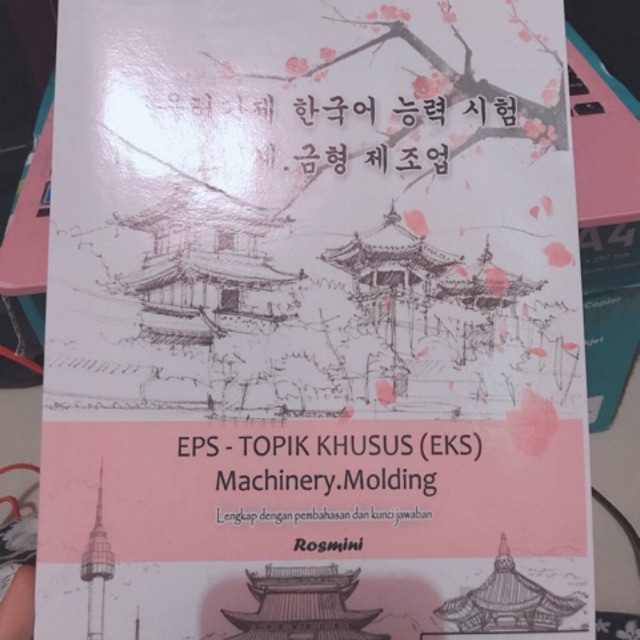 한국어 능력 시험
금형 제조업
EPS - TOPIK KHUSUS (EKS)
Machinery.Molding
Lengkap dengan pembahasan dan kunci jawaban
Rosmini
A4